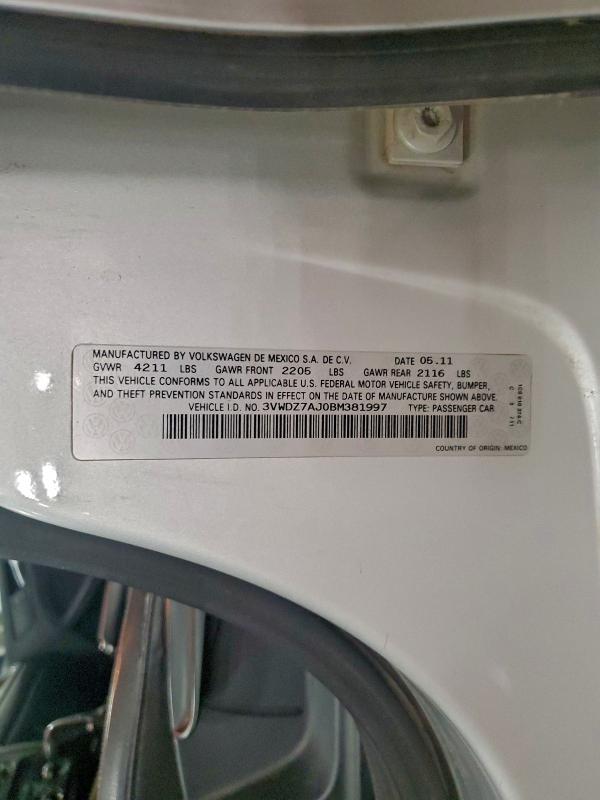 MANUFACTURED BY VOLKSWAGEN DE MEXICO S.A. DE C.V. DATE 05.11
GVWR 4211 LBS GAWR FRONT 2205 LBS GAWR REAR 2116 LBS
THIS VEHICLE CONFORMS TO ALL APPLICABLE U.S. FEDERAL MOTOR VEHICLE SAFETY, BUMPER,
AND THEFT PREVENTION STANDARDS IN EFFECT ON THE DATE OF MANUFACTURE SHOWN ABOVE.
VEHICLE I.D. NO. 3VWDZ7AJ0BM381997 TYPE: PASSENGER CAR
COUNTRY OF ORIGIN: MEXICO